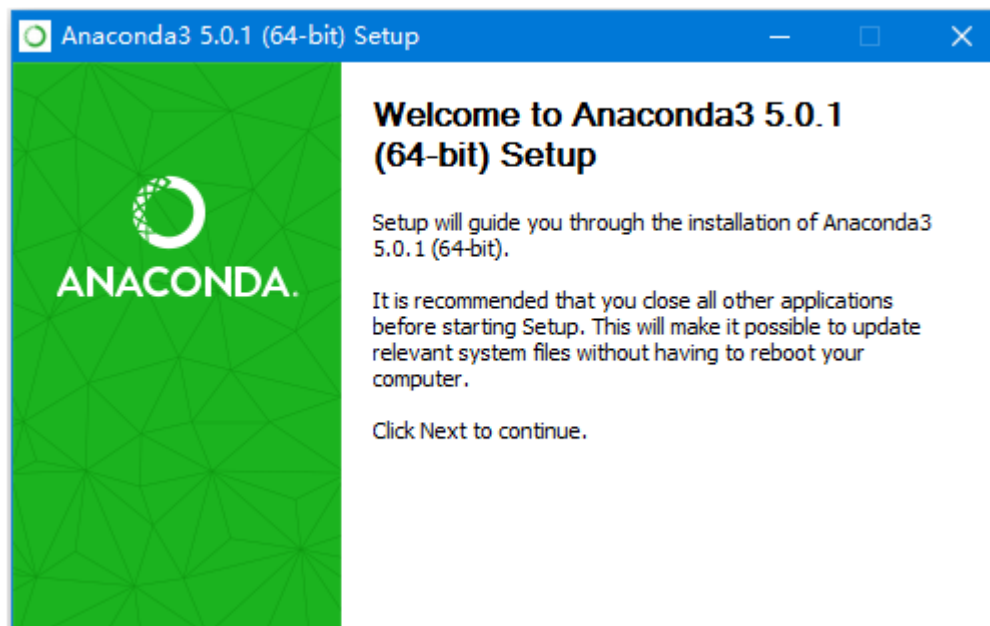 Anaconda3 5.0.1 (64-bit) Setup
ANACONDA.
Welcome to Anaconda3 5.0.1
(64-bit) Setup
Setup will guide you through the installation of Anaconda3
5.0.1 (64-bit).
It is recommended that you close all other applications
before starting Setup. This will make it possible to update
relevant system files without having to reboot your
computer.
Click Next to continue.